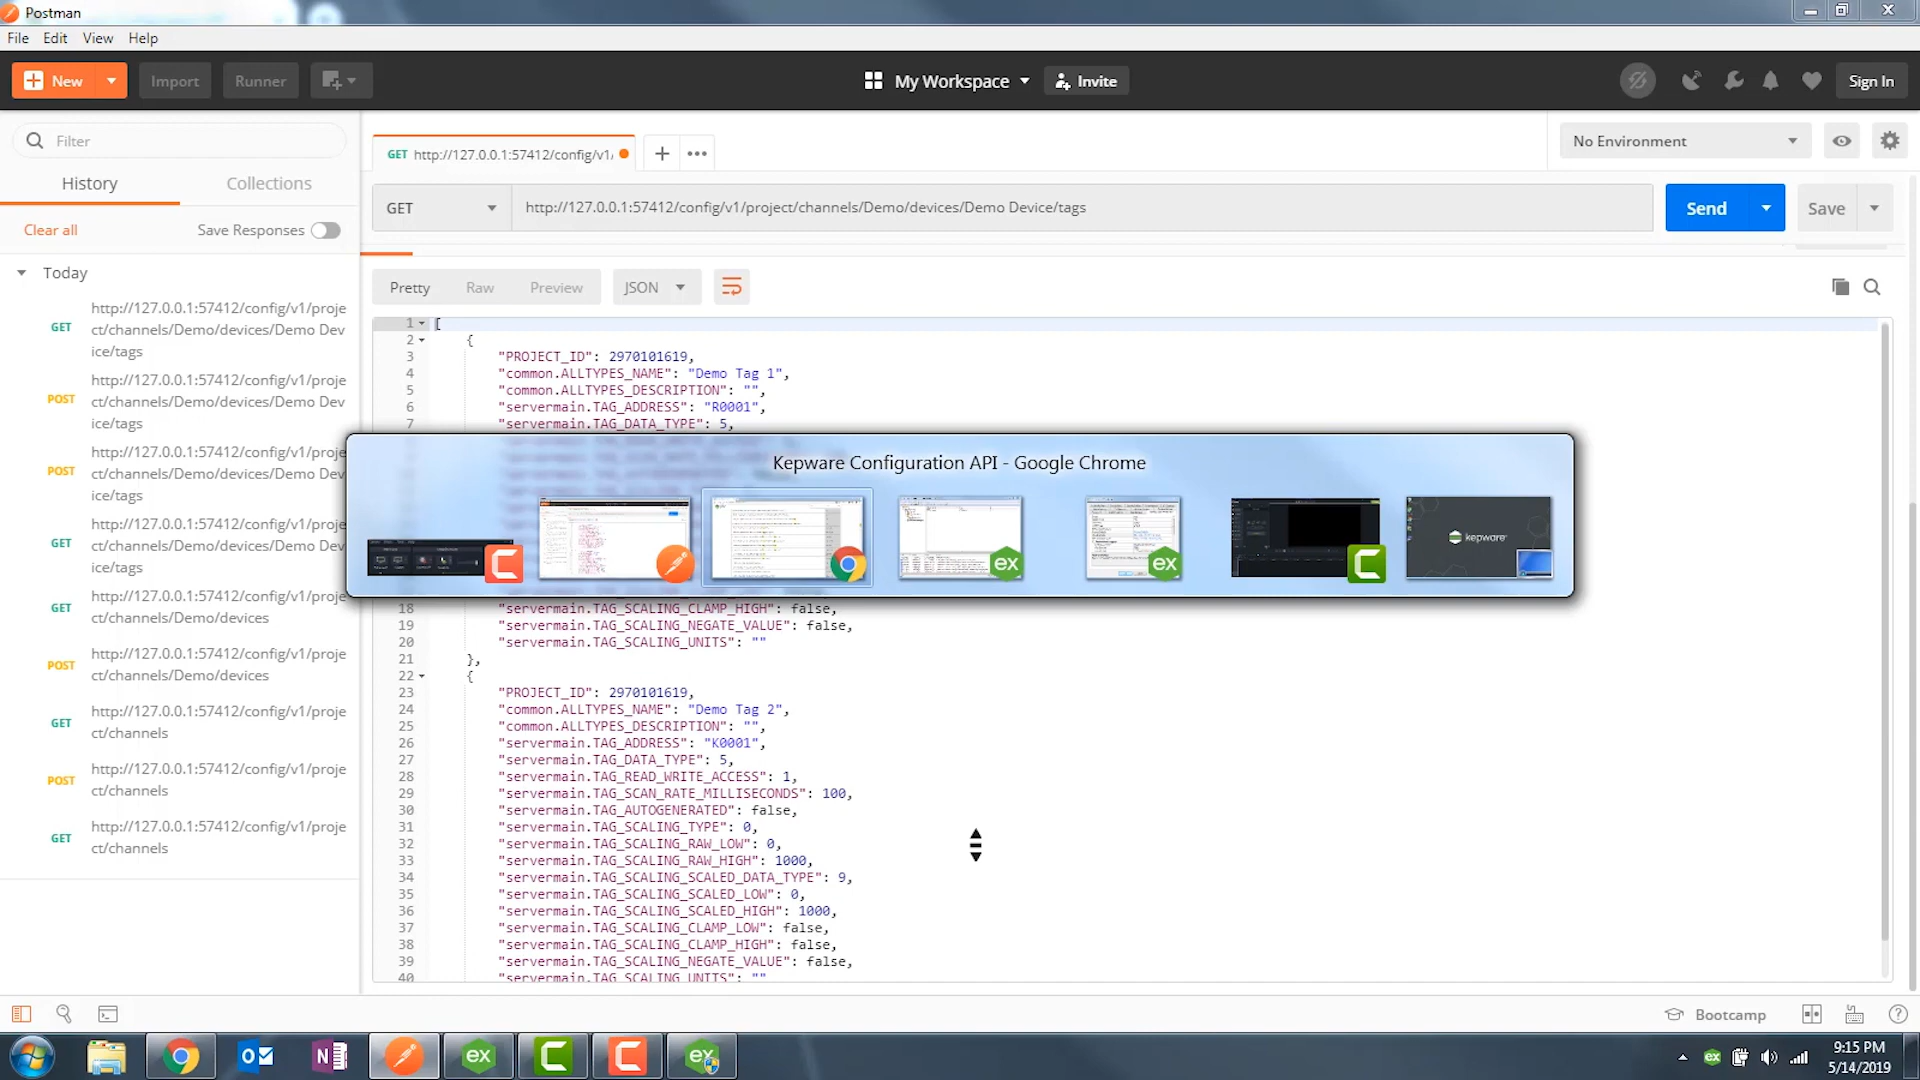 Postman
File Edit View Help
New Import Runner My Workspace Invite Sign In
Filter
History Collections
Clear all Save Responses
Today
GET http://127.0.0.1:57412/config/v1/proje
ct/channels/Demo/devices/Demo Dev
ice/tags
POST http://127.0.0.1:57412/config/v1/proje
ct/channels/Demo/devices/Demo Dev
ice/tags
POST http://127.0.0.1:57412/config/v1/proje
ct/channels/Demo/devices/Demo Dev
ice/tags
GET http://127.0.0.1:57412/config/v1/proje
ct/channels/Demo/devices/Demo Dev
ice/tags
GET http://127.0.0.1:57412/config/v1/proje
ct/channels/Demo/devices
POST http://127.0.0.1:57412/config/v1/proje
ct/channels/Demo/devices
GET http://127.0.0.1:57412/config/v1/proje
ct/channels
POST http://127.0.0.1:57412/config/v1/proje
ct/channels
GET http://127.0.0.1:57412/config/v1/proje
ct/channels
GET http://127.0.0.1:57412/config/v1/
No Environment
GET http://127.0.0.1:57412/config/v1/project/channels/Demo/devices/Demo Device/tags Send Save
Pretty Raw Preview JSON
1 [
2 {
3 "PROJECT_ID": 2970101619,
4 "common.ALLTYPES_NAME": "Demo Tag 1",
5 "common.ALLTYPES_DESCRIPTION": "",
6 "servermain.TAG_ADDRESS": "R0001",
7 "servermain.TAG_DATA_TYPE": 5,
Kepware Configuration API - Google Chrome
ex
ex
kepware
18 "servermain.TAG_SCALING_CLAMP_HIGH": false,
19 "servermain.TAG_SCALING_NEGATE_VALUE": false,
20 "servermain.TAG_SCALING_UNITS": ""
21 },
22 {
23 "PROJECT_ID": 2970101619,
24 "common.ALLTYPES_NAME": "Demo Tag 2",
25 "common.ALLTYPES_DESCRIPTION": "",
26 "servermain.TAG_ADDRESS": "K0001",
27 "servermain.TAG_DATA_TYPE": 5,
28 "servermain.TAG_READ_WRITE_ACCESS": 1,
29 "servermain.TAG_SCAN_RATE_MILLISECONDS": 100,
30 "servermain.TAG_AUTOGENERATED": false,
31 "servermain.TAG_SCALING_TYPE": 0,
32 "servermain.TAG_SCALING_RAW_LOW": 0,
33 "servermain.TAG_SCALING_RAW_HIGH": 1000,
34 "servermain.TAG_SCALING_SCALED_DATA_TYPE": 9,
35 "servermain.TAG_SCALING_SCALED_LOW": 0,
36 "servermain.TAG_SCALING_SCALED_HIGH": 1000,
37 "servermain.TAG_SCALING_CLAMP_LOW": false,
38 "servermain.TAG_SCALING_CLAMP_HIGH": false,
39 "servermain.TAG_SCALING_NEGATE_VALUE": false,
40 "servermain.TAG_SCALING_UNITS": ""
Bootcamp
ex
ex
ex
9:15 PM
5/14/2019